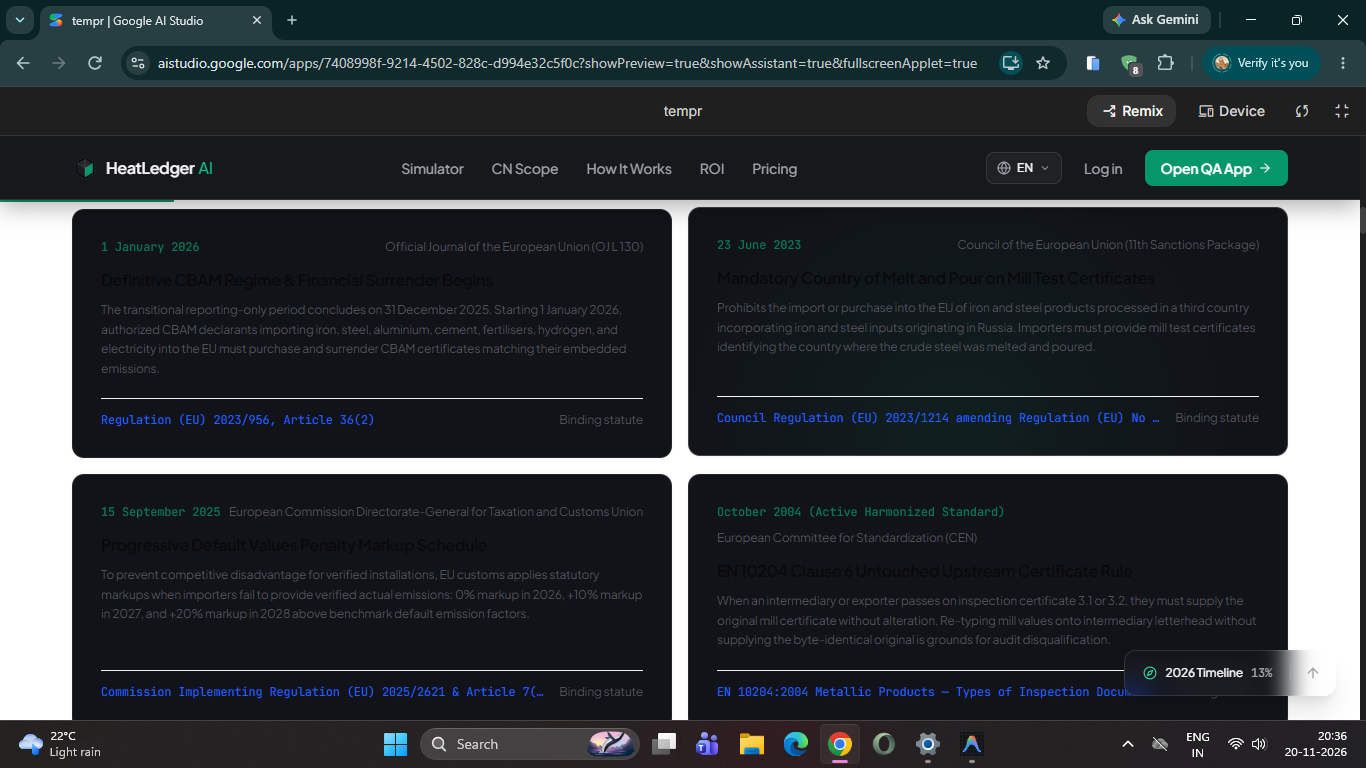 tempr | Google AI Studio
Ask Gemini
aistudio.google.com/apps/7408998f-9214-4502-828c-d994e32c5f0c?showPreview=true&showAssistant=true&fullscreenApplet=true
8
Verify it's you
tempr
Remix
Device
HeatLedger AI
Simulator
CN Scope
How It Works
ROI
Pricing
EN
Log in
Open QA App
1 January 2026
Official Journal of the European Union (OJ L 130)
Definitive CBAM Regime & Financial Surrender Begins
The transitional reporting-only period concludes on 31 December 2025. Starting 1 January 2026,
authorized CBAM declarants importing iron, steel, aluminium, cement, fertilisers, hydrogen, and
electricity into the EU must purchase and surrender CBAM certificates matching their embedded
emissions.
Regulation (EU) 2023/956, Article 36(2)
Binding statute
23 June 2023
Council of the European Union (11th Sanctions Package)
Mandatory Country of Melt and Pour on Mill Test Certificates
Prohibits the import or purchase into the EU of iron and steel products processed in a third country
incorporating iron and steel inputs originating in Russia. Importers must provide mill test certificates
identifying the country where the crude steel was melted and poured.
Council Regulation (EU) 2023/1214 amending Regulation (EU) No …
Binding statute
15 September 2025
European Commission Directorate-General for Taxation and Customs Union
Progressive Default Values Penalty Markup Schedule
To prevent competitive disadvantage for verified installations, EU customs applies statutory
markups when importers fail to provide verified actual emissions: 0% markup in 2026, +10% markup
in 2027, and +20% markup in 2028 above benchmark default emission factors.
Commission Implementing Regulation (EU) 2025/2621 & Article 7(…
Binding statute
October 2004 (Active Harmonized Standard)
European Committee for Standardization (CEN)
EN 10204 Clause 6 Untouched Upstream Certificate Rule
When an intermediary or exporter passes on inspection certificate 3.1 or 3.2, they must supply the
original mill certificate without alteration. Re-typing mill values onto intermediary letterhead without
supplying the byte-identical original is grounds for audit disqualification.
EN 10204:2004 Metallic Products — Types of Inspection
2026 Timeline 13%
22°C
Light rain
Search
ENG
IN
20:36
20-11-2026